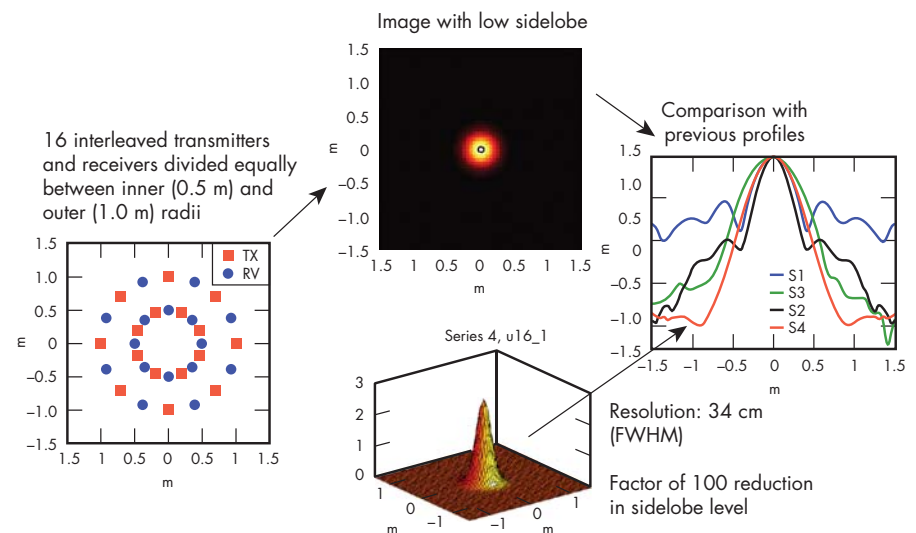 Image with low sidelobe
1.5
1.0
0.5
m
0
–0.5
–1.0
–1.5
1.5 1 0.5 0 0.5 1 1.5
m
16 interleaved transmitters
and receivers divided equally
between inner (0.5 m) and
outer (1.0 m) radii
1.5
1.0
0.5
m
0
–0.5
–1.0
–1.5
TX
RV
1.5 1 0.5 0 0.5 1 1.5
m
Comparison with
previous profiles
1.5
1.0
0.5
m
0
–0.5
–1.0
–1.5
S1
S3
S2
S4
1.5 1 0.5 0 0.5 1 1.5
m
Series 4, u16_1
3
2
1
0
1
0
–1
m
–1
0
1
m
Resolution: 34 cm
(FWHM)
Factor of 100 reduction
in sidelobe level